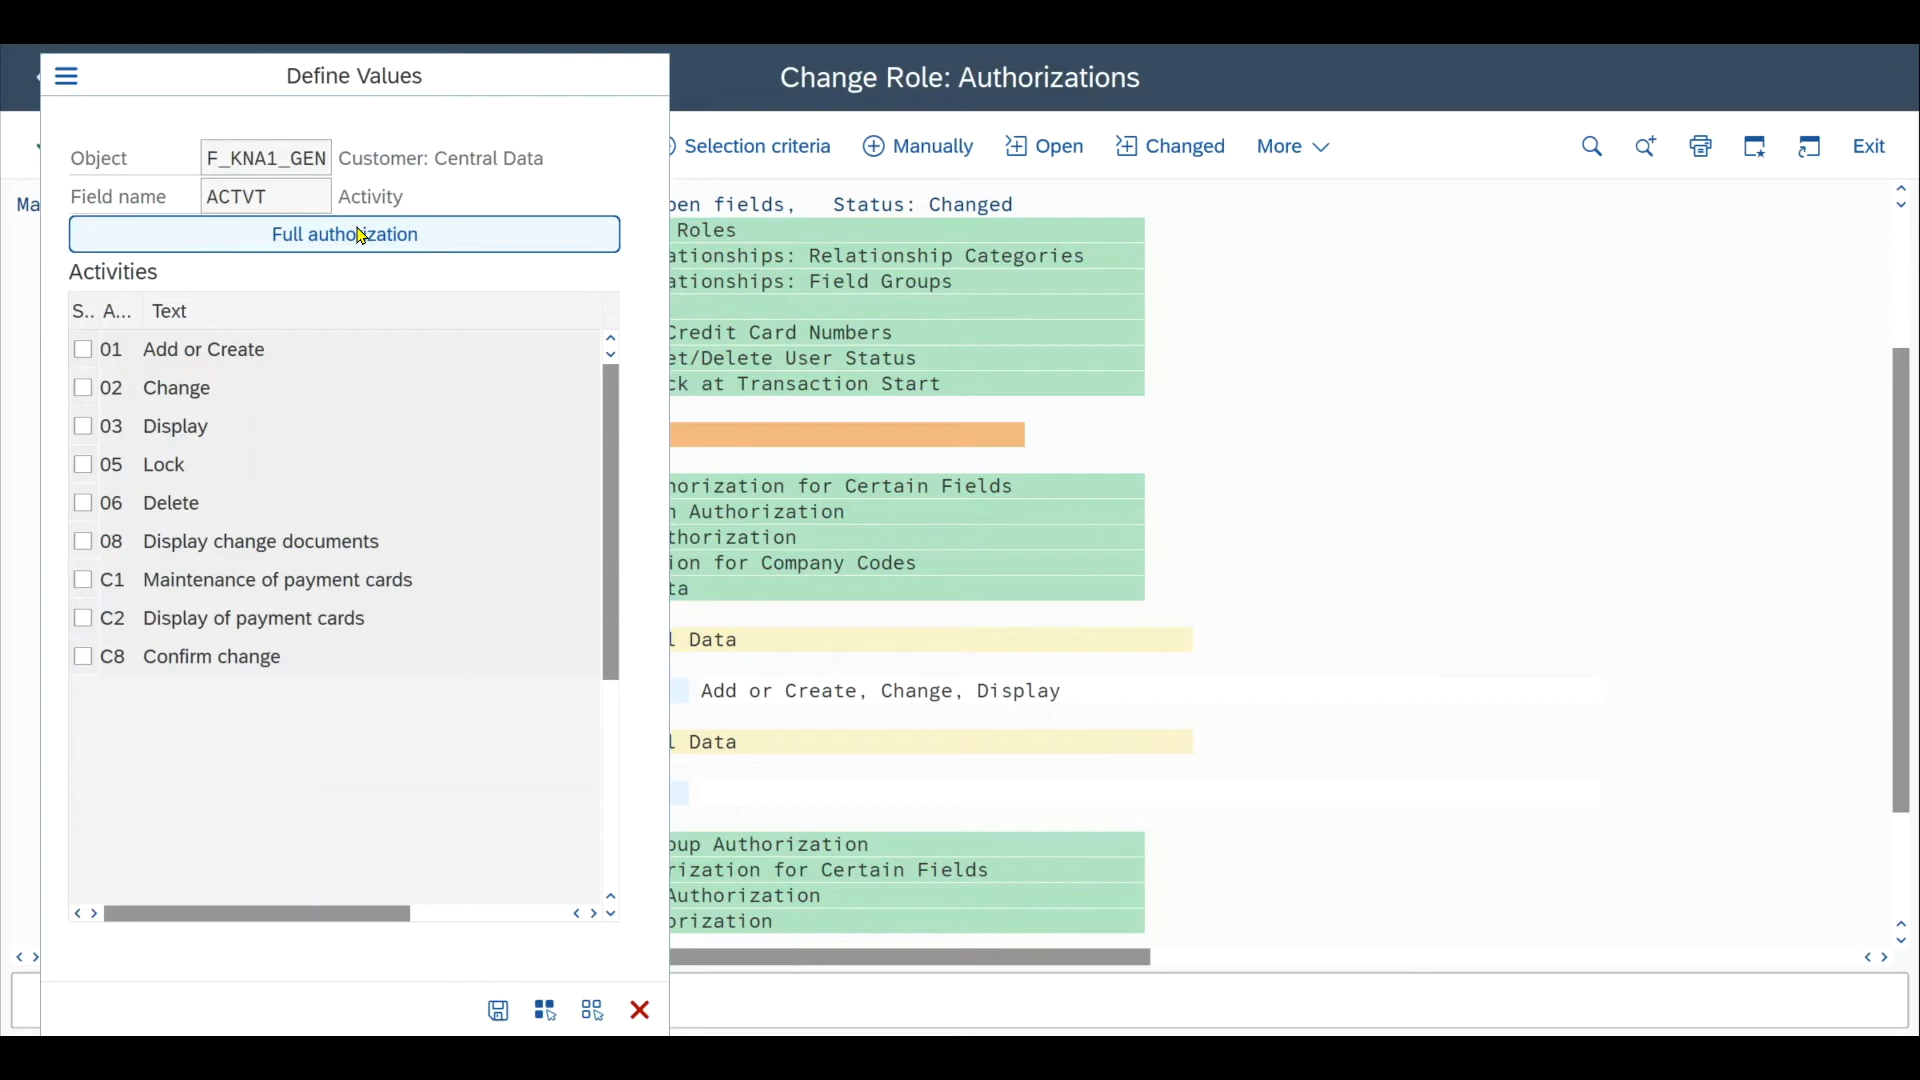 Define Values
Change Role: Authorizations
Object F_KNA1_GEN Customer: Central Data
Field name ACTVT Activity
Full authorization
Activities
S.. A... Text
01 Add or Create
02 Change
03 Display
05 Lock
06 Delete
08 Display change documents
C1 Maintenance of payment cards
C2 Display of payment cards
C8 Confirm change
Selection criteria Manually Open Changed More Exit
Ma
en fields, Status: Changed
Roles
ationships: Relationship Categories
ationships: Field Groups
Credit Card Numbers
et/Delete User Status
ck at Transaction Start
horization for Certain Fields
n Authorization
thorization
ion for Company Codes
ta
l Data
Add or Create, Change, Display
l Data
oup Authorization
rization for Certain Fields
Authorization
orization